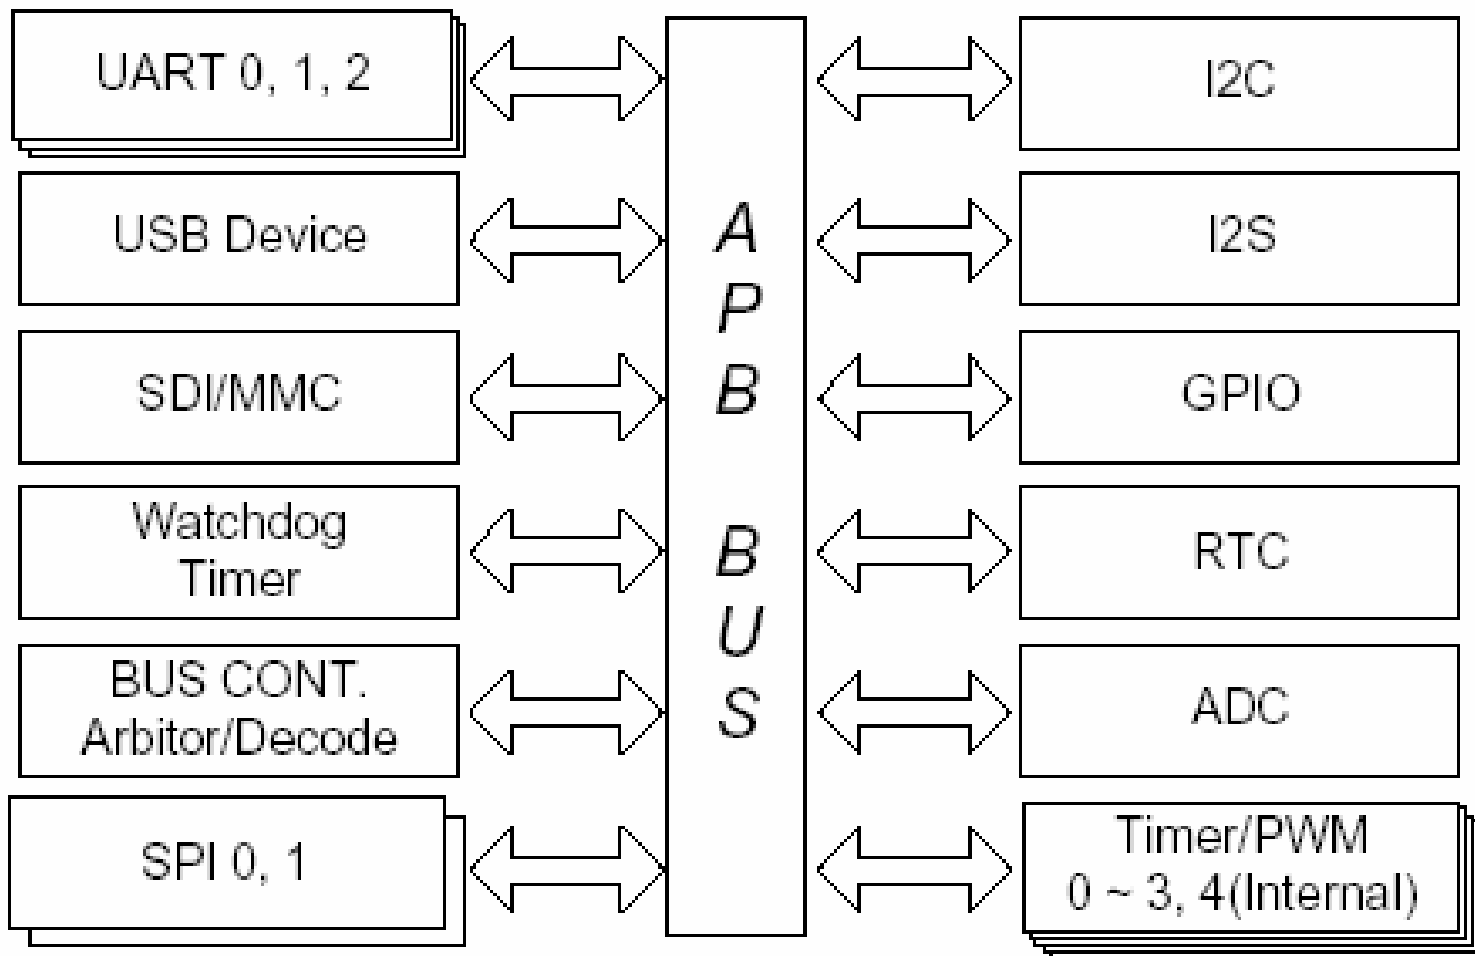 UART 0, 1, 2
USB Device
SDI/MMC
Watchdog
Timer
BUS CONT.
Arbitor/Decode
SPI 0, 1
A
P
B
B
U
S
I2C
I2S
GPIO
RTC
ADC
Timer/PWM
0 ~ 3, 4(Internal)